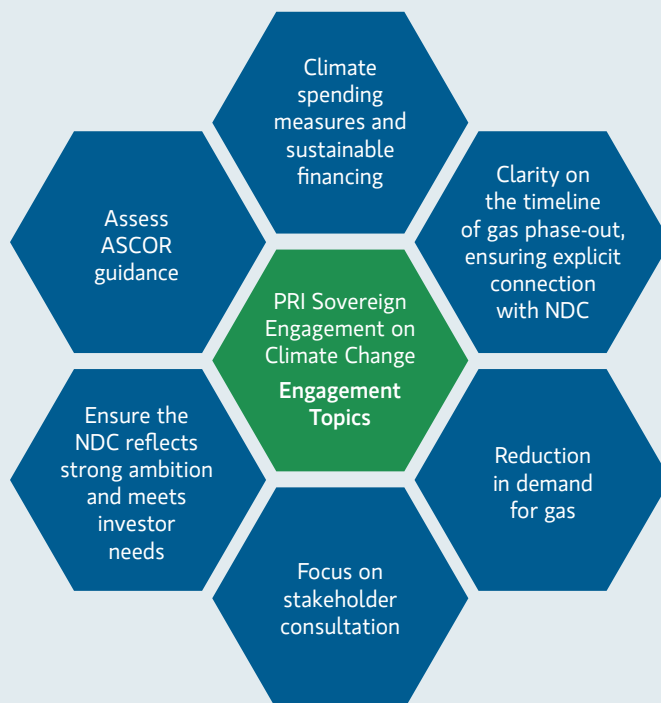 Climate
spending
measures and
sustainable
financing
Clarity on
the timeline
of gas phase-out,
ensuring explicit
connection
with NDC
Assess
ASCOR
guidance
PRI Sovereign
Engagement on
Climate Change
Engagement
Topics
Ensure the
NDC reflects
strong ambition
and meets
investor
needs
Reduction
in demand
for gas
Focus on
stakeholder
consultation